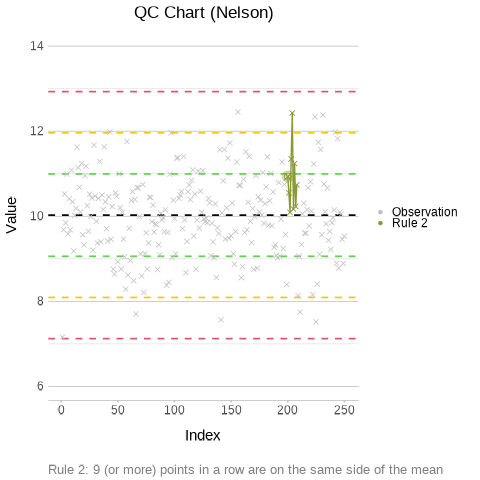 QC Chart (Nelson)
14
12
10
8
6
Value
0
50
100
150
200
250
Index
Observation
Rule 2
Rule 2: 9 (or more) points in a row are on the same side of the mean